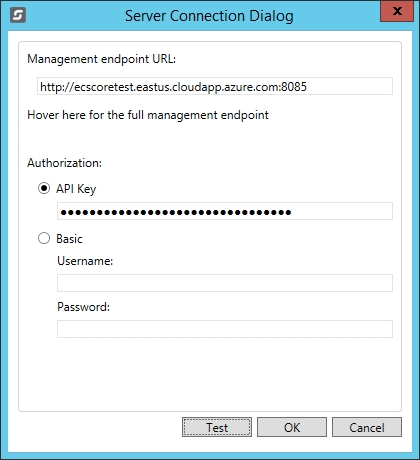 Server Connection Dialog
x
Management endpoint URL:
http://ecscoretest.eastus.cloudapp.azure.com:8085
Hover here for the full management endpoint
Authorization:
API Key
●●●●●●●●●●●●●●●●●●●●●●●●●●●●●●●●
Basic
Username:
Password:
Test OK Cancel